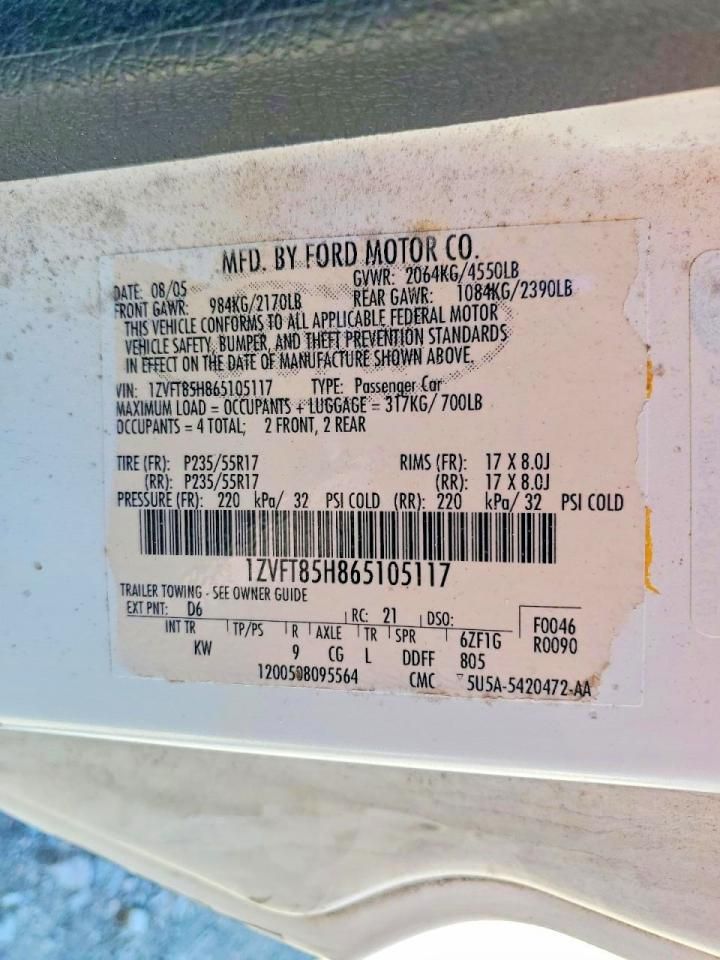 MFD. BY FORD MOTOR CO.
DATE: 08/05 GVWR: 2064KG/4550LB
FRONT GAWR: 984KG/2170LB REAR GAWR: 1084KG/2390LB
THIS VEHICLE CONFORMS TO ALL APPLICABLE FEDERAL MOTOR
VEHICLE SAFETY, BUMPER, AND THEFT PREVENTION STANDARDS
IN EFFECT ON THE DATE OF MANUFACTURE SHOWN ABOVE.
VIN: 1ZVFT85H865105117 TYPE: Passenger Car
MAXIMUM LOAD = OCCUPANTS + LUGGAGE = 317KG/ 700LB
OCCUPANTS = 4 TOTAL; 2 FRONT, 2 REAR
TIRE (FR): P235/55R17 RIMS (FR): 17 X 8.0J
(RR): P235/55R17 (RR): 17 X 8.0J
PRESSURE (FR): 220 kPa/ 32 PSI COLD (RR): 220 kPa/ 32 PSI COLD
1ZVFT85H865105117
TRAILER TOWING - SEE OWNER GUIDE
EXT PNT: D6 RC: 21 DSO: F0046
INT TR TP/PS R AXLE TR SPR 6ZF1G R0090
KW 9 CG L DDFF 805
1200508095564 CMC 5U5A-5420472-AA